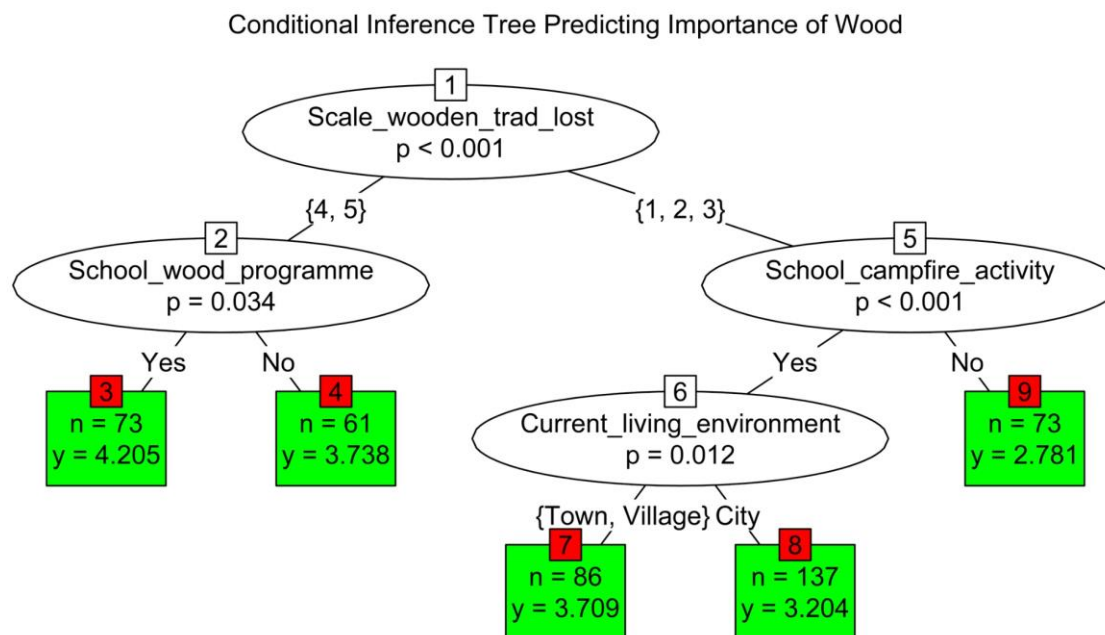 Conditional Inference Tree Predicting Importance of Wood
1
Scale_wooden_trad_lost
p < 0.001
{4, 5}
{1, 2, 3}
2
School_wood_programme
p = 0.034
5
School_campfire_activity
p < 0.001
Yes
No
Yes
No
3
n = 73
y = 4.205
4
n = 61
y = 3.738
6
Current_living_environment
p = 0.012
9
n = 73
y = 2.781
{Town, Village}
City
7
n = 86
y = 3.709
8
n = 137
y = 3.204